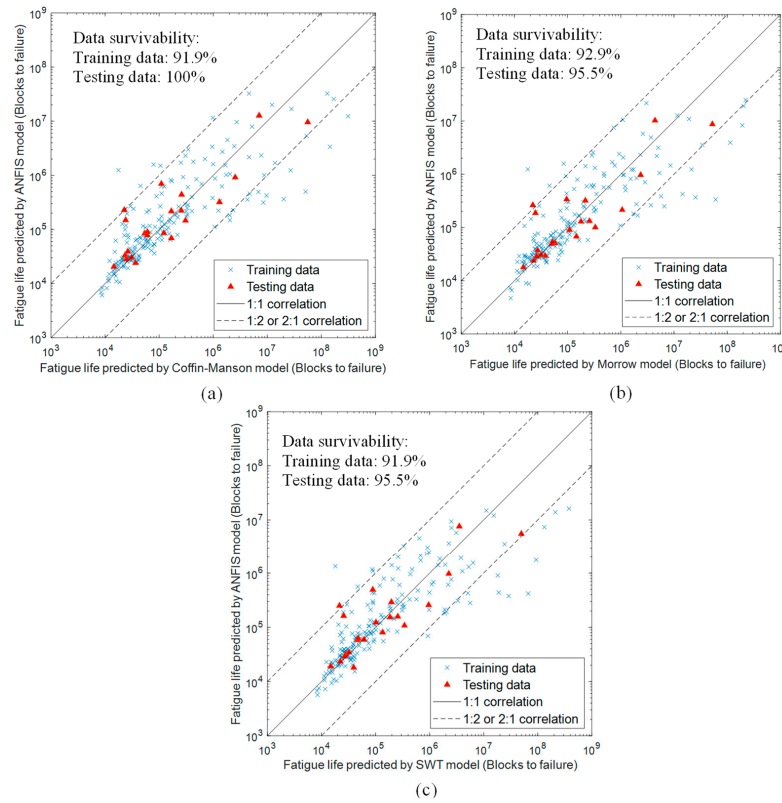 Data survivability:
Training data: 91.9%
Testing data: 100%
Fatigue life predicted by ANFIS model (Blocks to failure)
10^9
10^8
10^7
10^6
10^5
10^4
10^3
Training data
Testing data
1:1 correlation
1:2 or 2:1 correlation
10^3 10^4 10^5 10^6 10^7 10^8 10^9
Fatigue life predicted by Coffin-Manson model (Blocks to failure)
(a)
Data survivability:
Training data: 92.9%
Testing data: 95.5%
Fatigue life predicted by ANFIS model (Blocks to failure)
10^9
10^8
10^7
10^6
10^5
10^4
10^3
Training data
Testing data
1:1 correlation
1:2 or 2:1 correlation
10^3 10^4 10^5 10^6 10^7 10^8 10^9
Fatigue life predicted by Morrow model (Blocks to failure)
(b)
Data survivability:
Training data: 91.9%
Testing data: 95.5%
Fatigue life predicted by ANFIS model (Blocks to failure)
10^9
10^8
10^7
10^6
10^5
10^4
10^3
Training data
Testing data
1:1 correlation
1:2 or 2:1 correlation
10^3 10^4 10^5 10^6 10^7 10^8 10^9
Fatigue life predicted by SWT model (Blocks to failure)
(c)